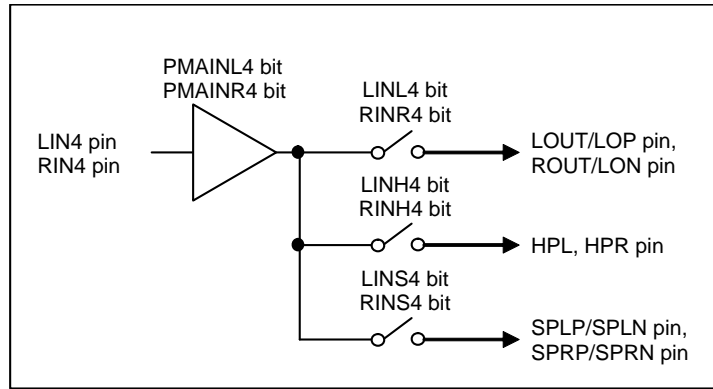 PMAINL4 bit
PMAINR4 bit
LIN4 pin
RIN4 pin
LINL4 bit
RINR4 bit
LOUT/LOP pin,
ROUT/LON pin
LINH4 bit
RINH4 bit
HPL, HPR pin
LINS4 bit
RINS4 bit
SPLP/SPLN pin,
SPRP/SPRN pin